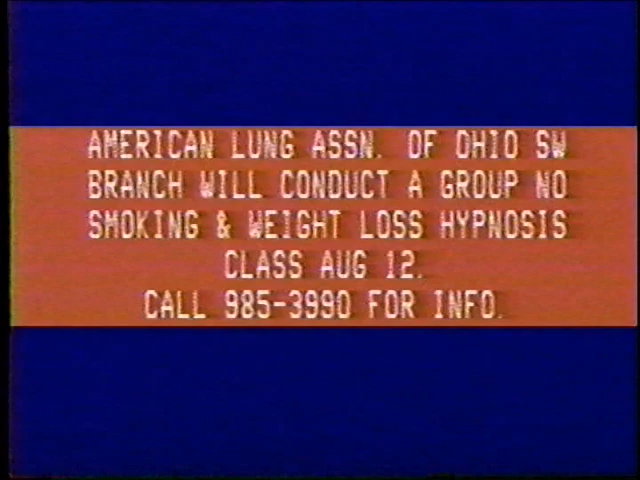 AMERICAN LUNG ASSN. OF OHIO SW
BRANCH WILL CONDUCT A GROUP NO
SMOKING & WEIGHT LOSS HYPNOSIS
CLASS AUG 12.
CALL 985-3990 FOR INFO.